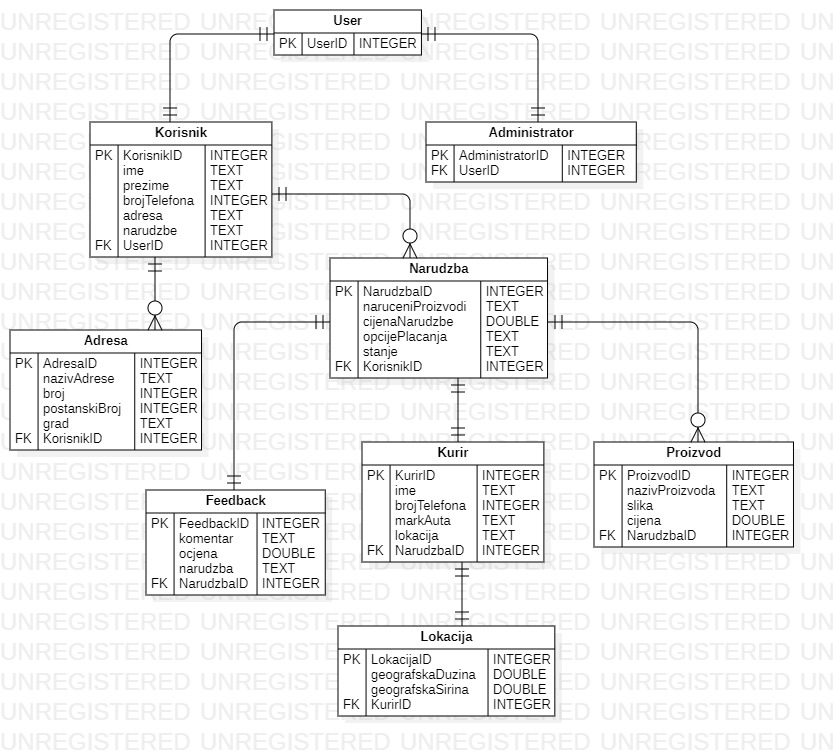 User
PK UserID INTEGER
Korisnik
PK KorisnikID INTEGER
ime TEXT
prezime TEXT
brojTelefona INTEGER
adresa TEXT
narudzbe TEXT
FK UserID INTEGER
Administrator
PK AdministratorID INTEGER
FK UserID INTEGER
Narudzba
PK NarudzbaID INTEGER
naruceniProizvodi TEXT
cijenaNarudzbe DOUBLE
opcijePlacanja TEXT
stanje TEXT
FK KorisnikID INTEGER
Adresa
PK AdresaID INTEGER
nazivAdrese TEXT
broj INTEGER
postanskiBroj INTEGER
grad TEXT
FK KorisnikID INTEGER
Kurir
PK KurirID INTEGER
ime TEXT
brojTelefona INTEGER
markAuta TEXT
lokacija TEXT
FK NarudzbaID INTEGER
Proizvod
PK ProizvodID INTEGER
nazivProizvoda TEXT
slika TEXT
cijena DOUBLE
FK NarudzbaID INTEGER
Feedback
PK FeedbackID INTEGER
komentar TEXT
ocjena DOUBLE
narudzba TEXT
FK NarudzbaID INTEGER
Lokacija
PK LokacijaID INTEGER
geografskaDuzina DOUBLE
geografskaSirina DOUBLE
FK KurirID INTEGER
UNREGISTERED